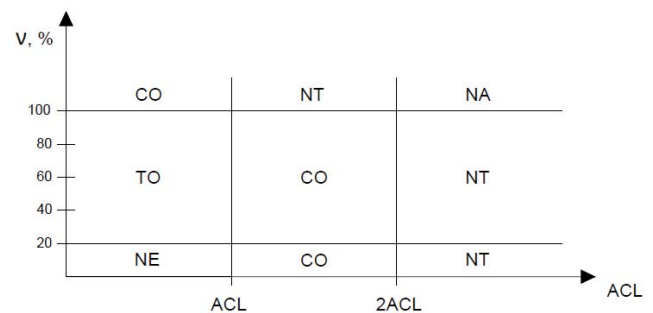 ν, %
CO NT NA
100
80
60 TO CO NT
40
20
NE CO NT
ACL 2ACL ACL